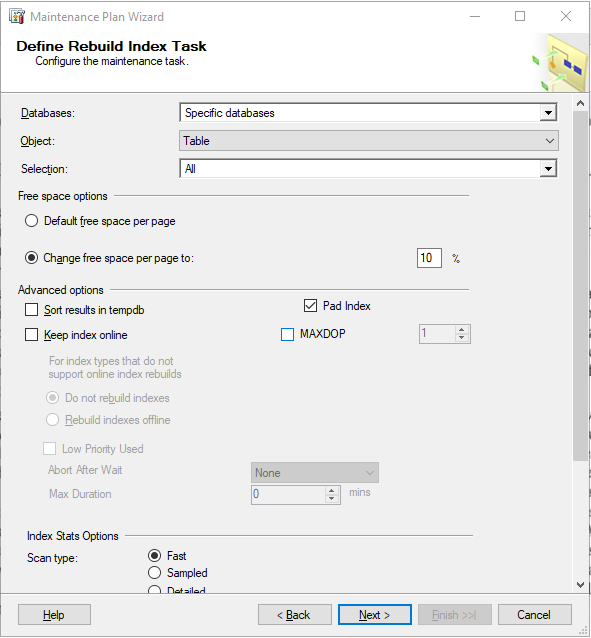 Maintenance Plan Wizard
Define Rebuild Index Task
Configure the maintenance task.
Databases: Specific databases
Object: Table
Selection: All
Free space options
Default free space per page
Change free space per page to: 10 %
Advanced options
Sort results in tempdb Pad Index
Keep index online MAXDOP 1
For index types that do not
support online index rebuilds
Do not rebuild indexes
Rebuild indexes offline
Low Priority Used
Abort After Wait None
Max Duration 0 mins
Index Stats Options
Scan type: Fast
Sampled
Detailed
Help < Back Next > Finish >>| Cancel